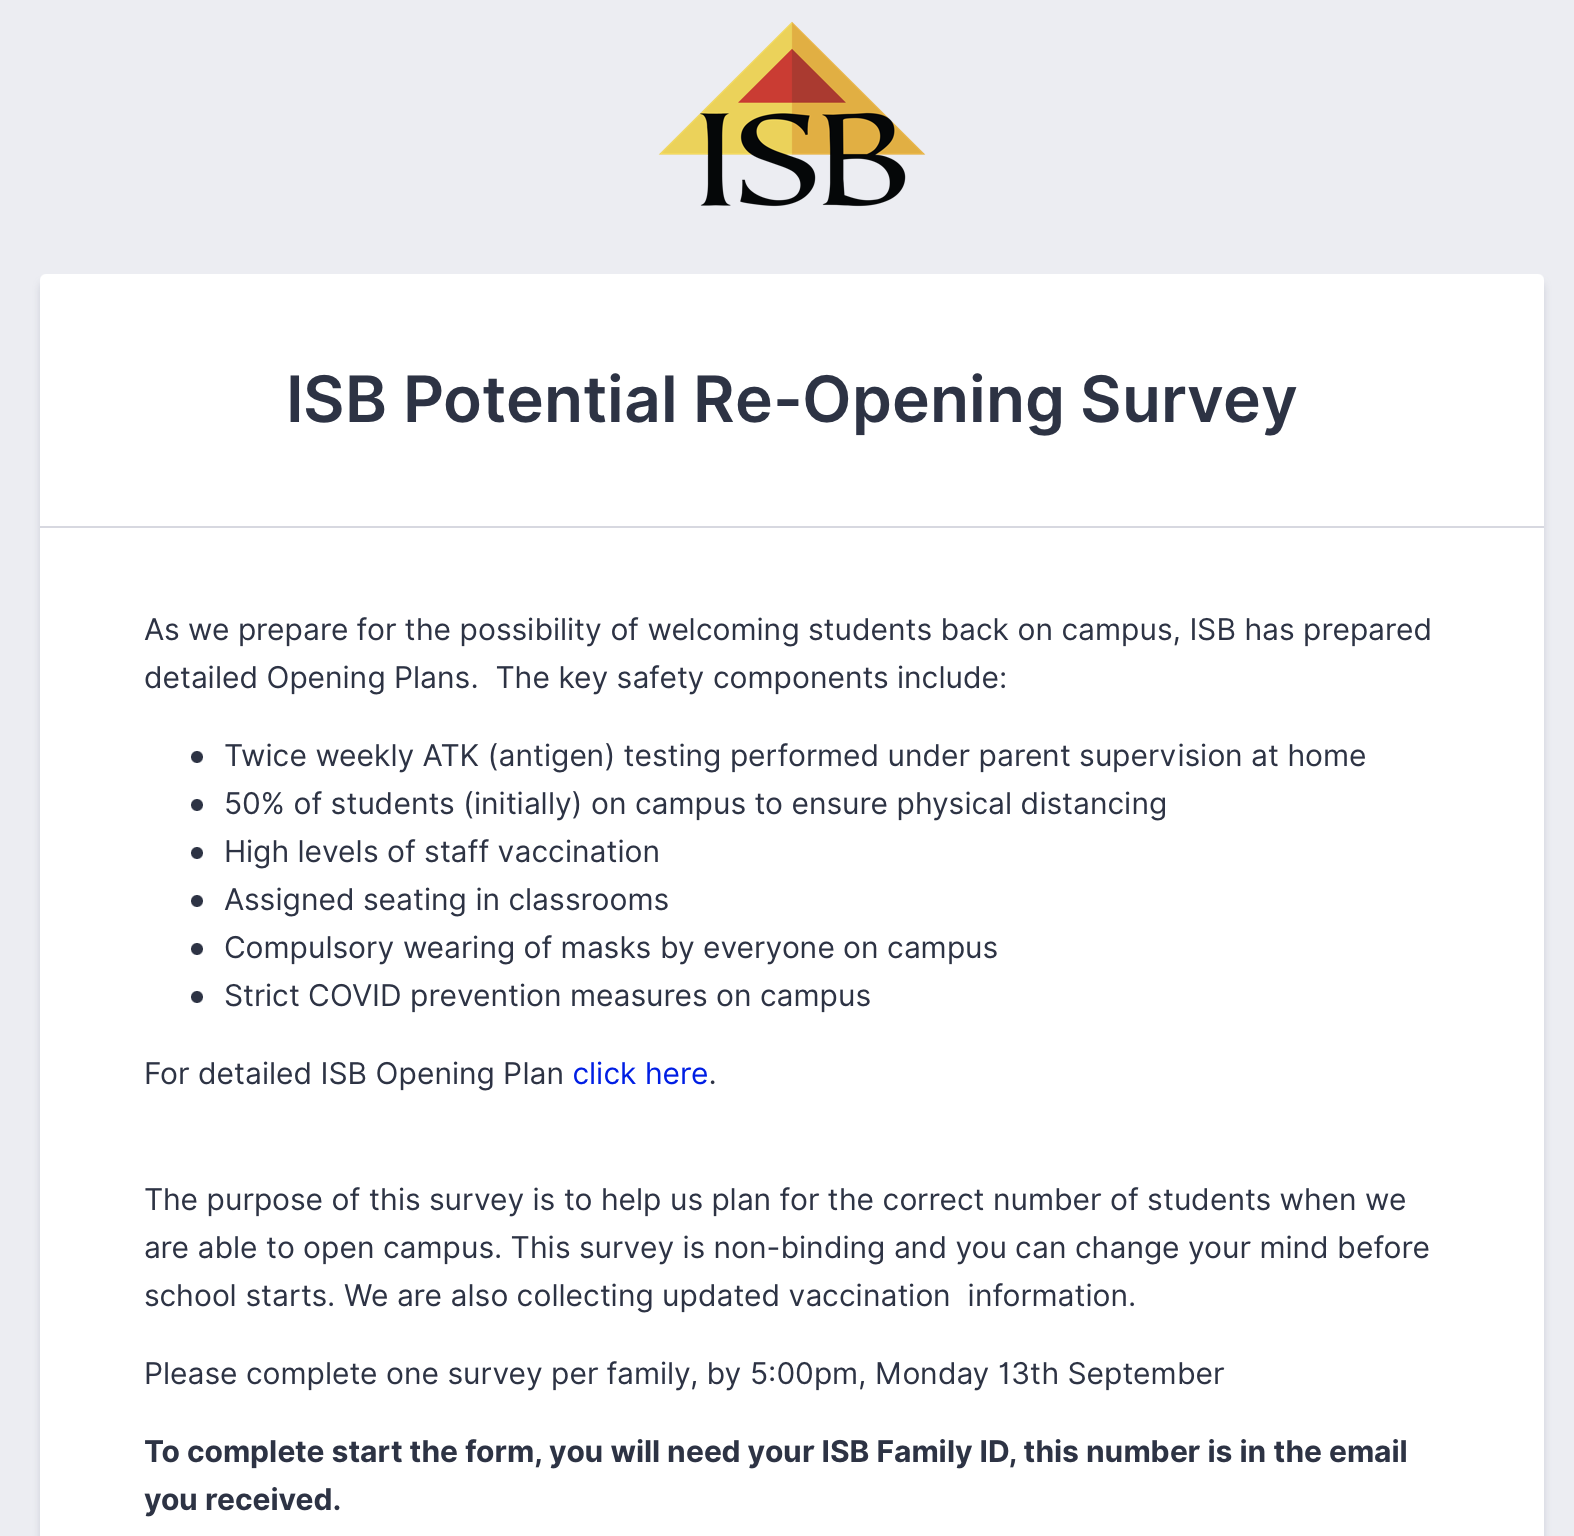 ISB
ISB Potential Re-Opening Survey
As we prepare for the possibility of welcoming students back on campus, ISB has prepared
detailed Opening Plans.  The key safety components include:
• Twice weekly ATK (antigen) testing performed under parent supervision at home
• 50% of students (initially) on campus to ensure physical distancing
• High levels of staff vaccination
• Assigned seating in classrooms
• Compulsory wearing of masks by everyone on campus
• Strict COVID prevention measures on campus
For detailed ISB Opening Plan click here.
The purpose of this survey is to help us plan for the correct number of students when we
are able to open campus. This survey is non-binding and you can change your mind before
school starts. We are also collecting updated vaccination  information.
Please complete one survey per family, by 5:00pm, Monday 13th September
To complete start the form, you will need your ISB Family ID, this number is in the email
you received.